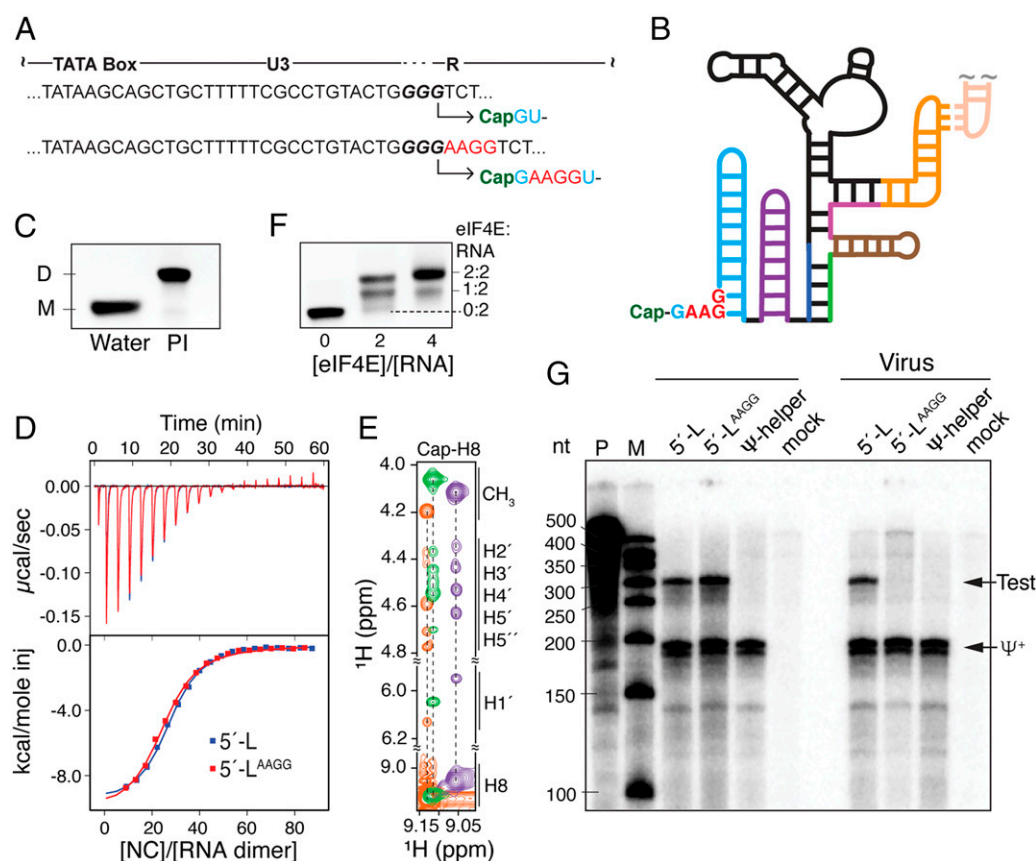 A
~ TATA Box U3 R ~
...TATAAGCAGCTGCTTTTTCGCCTGTACTGGGGTCT...
CapGU-
...TATAAGCAGCTGCTTTTTCGCCTGTACTGGGGAAGGTCT...
CapGAAGGU-
B
~ ~
G
Cap-GAAG
C
D
M
Water PI
F
eIF4E:
RNA
2:2
1:2
0:2
0 2 4
[eIF4E]/[RNA]
D
Time (min)
0 10 20 30 40 50 60
0.00
-0.05
-0.10
-0.15
µcal/sec
0.0
-4.0
-8.0
kcal/mole inj
5´-L
5´-LAAGG
0 20 40 60 80
[NC]/[RNA dimer]
E
Cap-H8
4.0
4.2
4.4
4.6
4.8
6.0
6.2
9.0
¹H (ppm)
CH3
H2´
H3´
H4´
H5´
H5´´
H1´
H8
9.15 9.05
¹H (ppm)
G
Virus
nt P M 5´-L 5´-LAAGG Ψ-helper mock 5´-L 5´-LAAGG Ψ-helper mock
500
400
350
300
250
200
150
100
Test
Ψ+